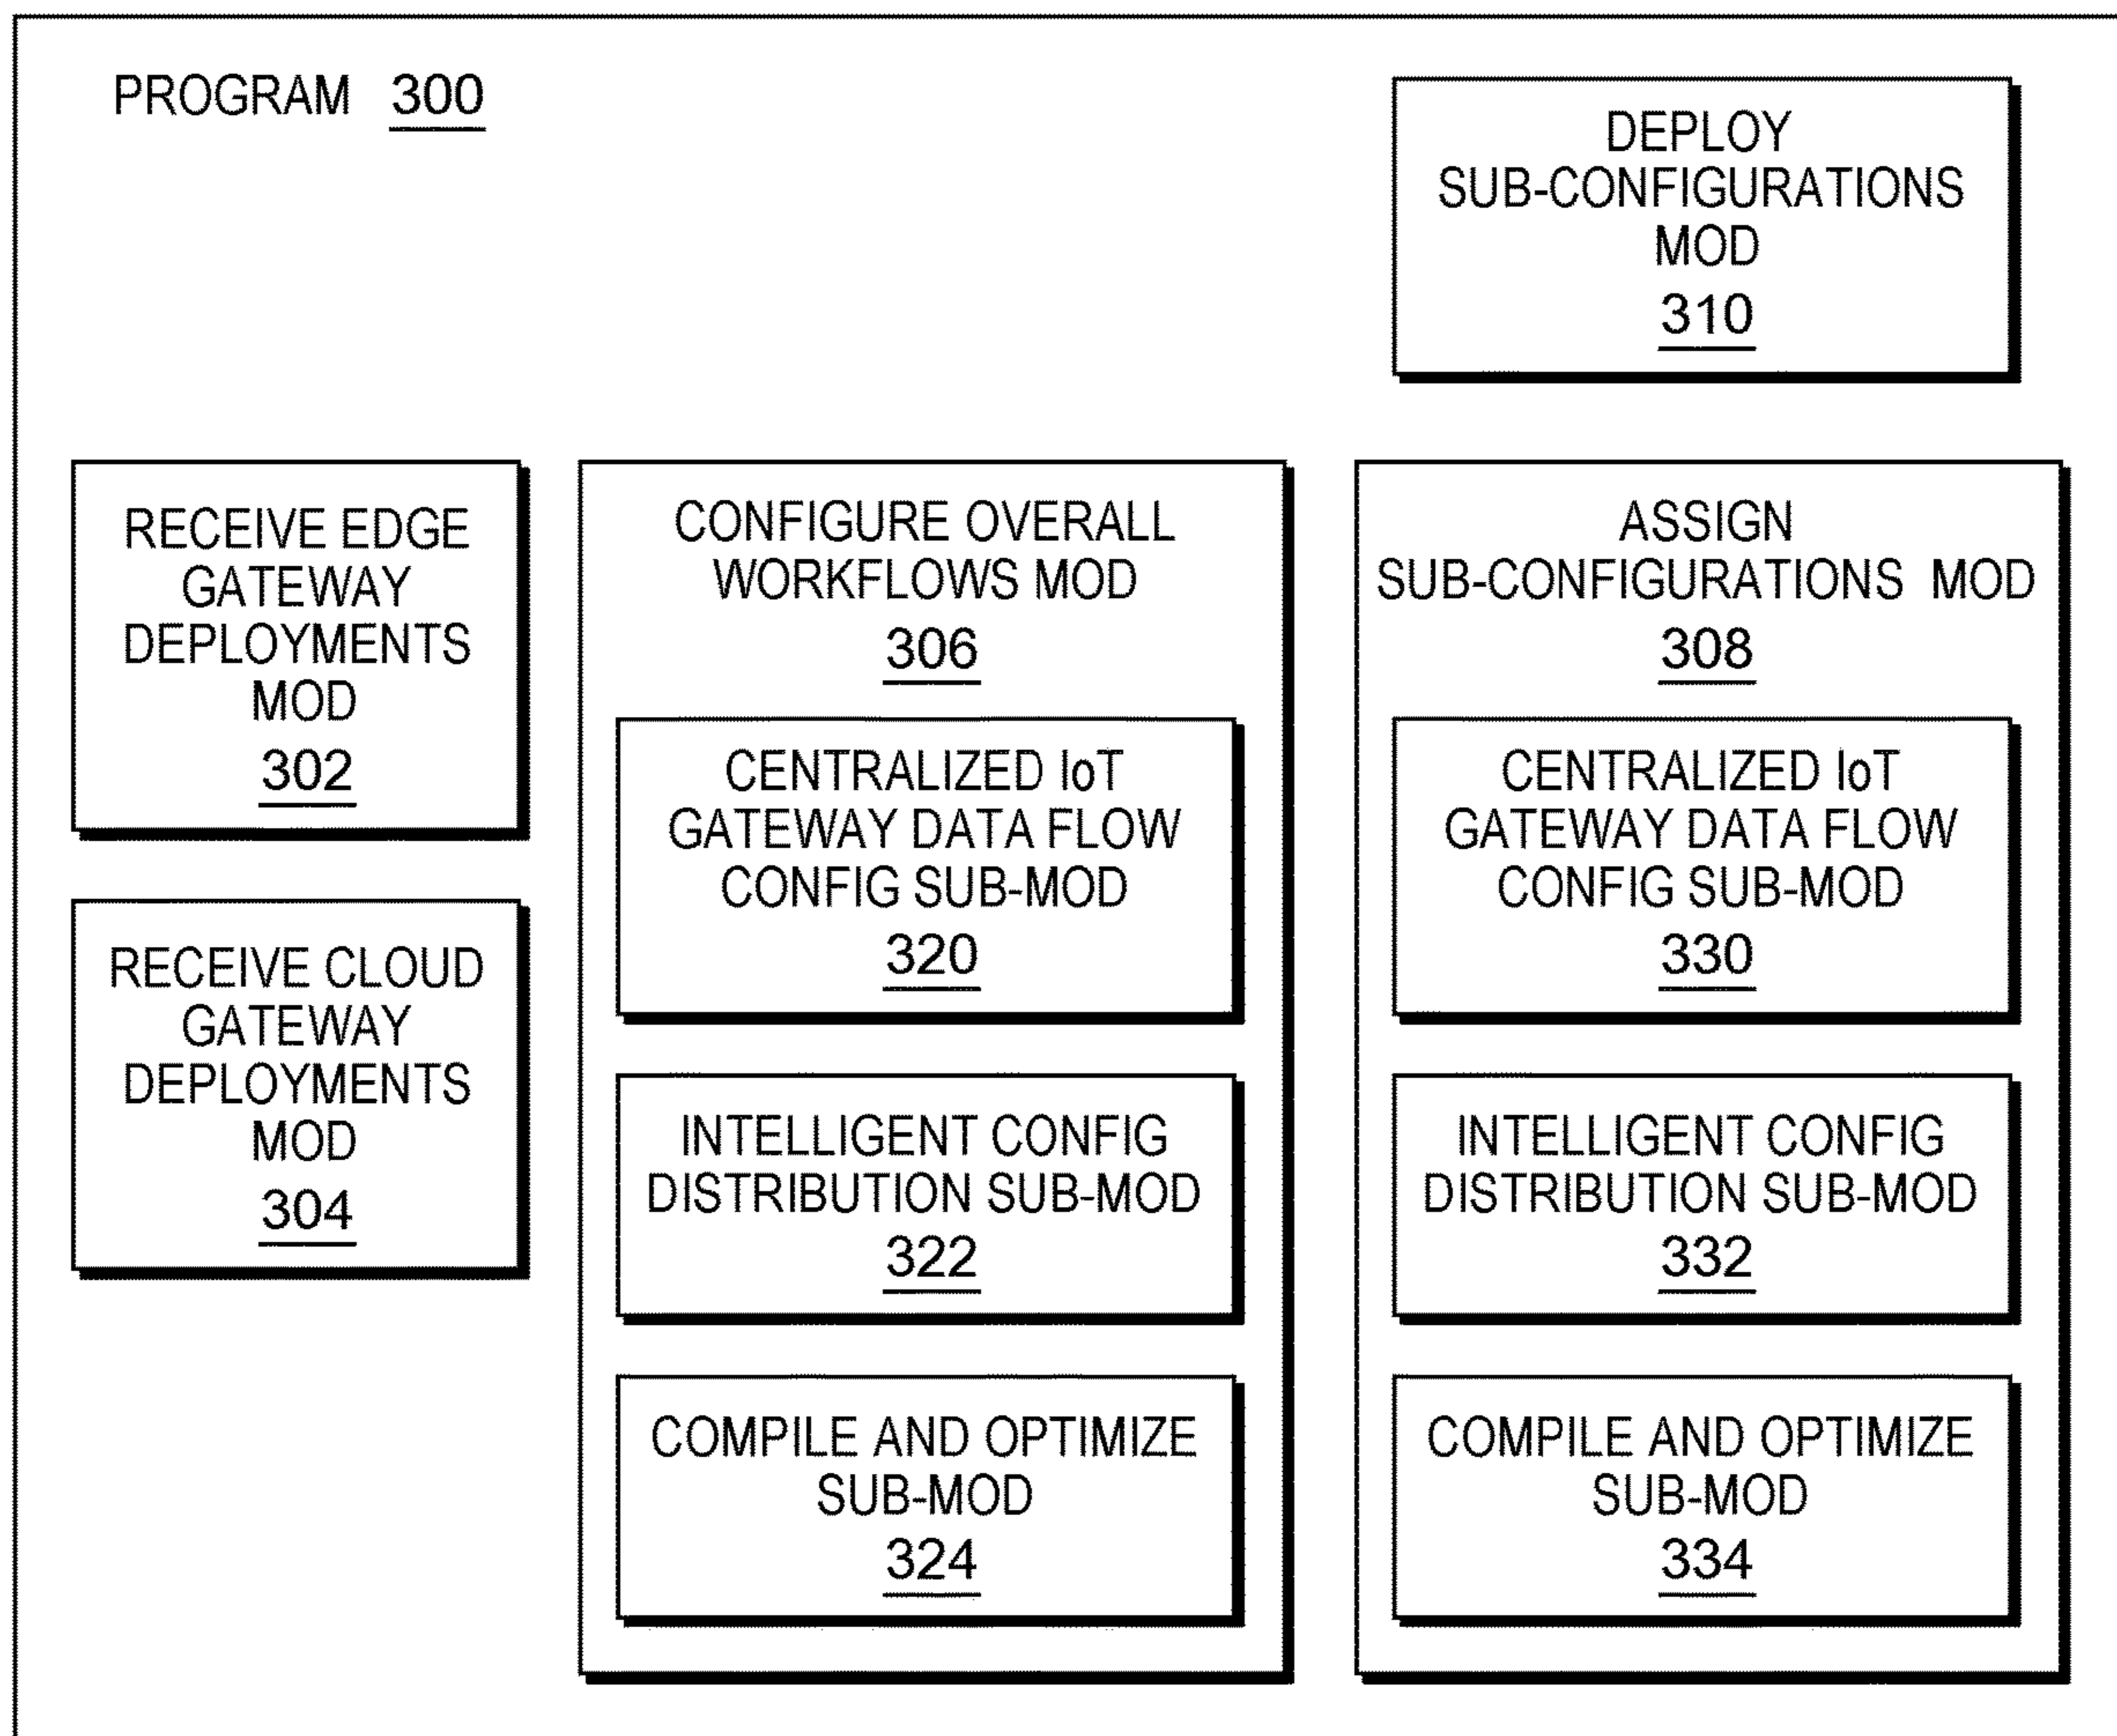 PROGRAM 300
DEPLOY
SUB-CONFIGURATIONS
MOD
310
RECEIVE EDGE
GATEWAY
DEPLOYMENTS
MOD
302
RECEIVE CLOUD
GATEWAY
DEPLOYMENTS
MOD
304
CONFIGURE OVERALL
WORKFLOWS MOD
306
CENTRALIZED IoT
GATEWAY DATA FLOW
CONFIG SUB-MOD
320
INTELLIGENT CONFIG
DISTRIBUTION SUB-MOD
322
COMPILE AND OPTIMIZE
SUB-MOD
324
ASSIGN
SUB-CONFIGURATIONS MOD
308
CENTRALIZED IoT
GATEWAY DATA FLOW
CONFIG SUB-MOD
330
INTELLIGENT CONFIG
DISTRIBUTION SUB-MOD
332
COMPILE AND OPTIMIZE
SUB-MOD
334